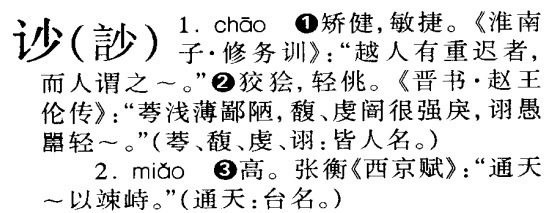 讱(訬) 1. chāo ❶矫健，敏捷。《淮南
子·修务训》：“越人有重迟者，
而人谓之～。”❷狡狯，轻佻。《晋书·赵王
伦传》：“荂浅薄鄙陋，馥、虔闇很强戾，诩愚
嚚轻～。”（荂、馥、虔、诩：皆人名。）
2. miǎo ❸高。张衡《西京赋》：“通天
～以竦峙。”（通天：台名。）